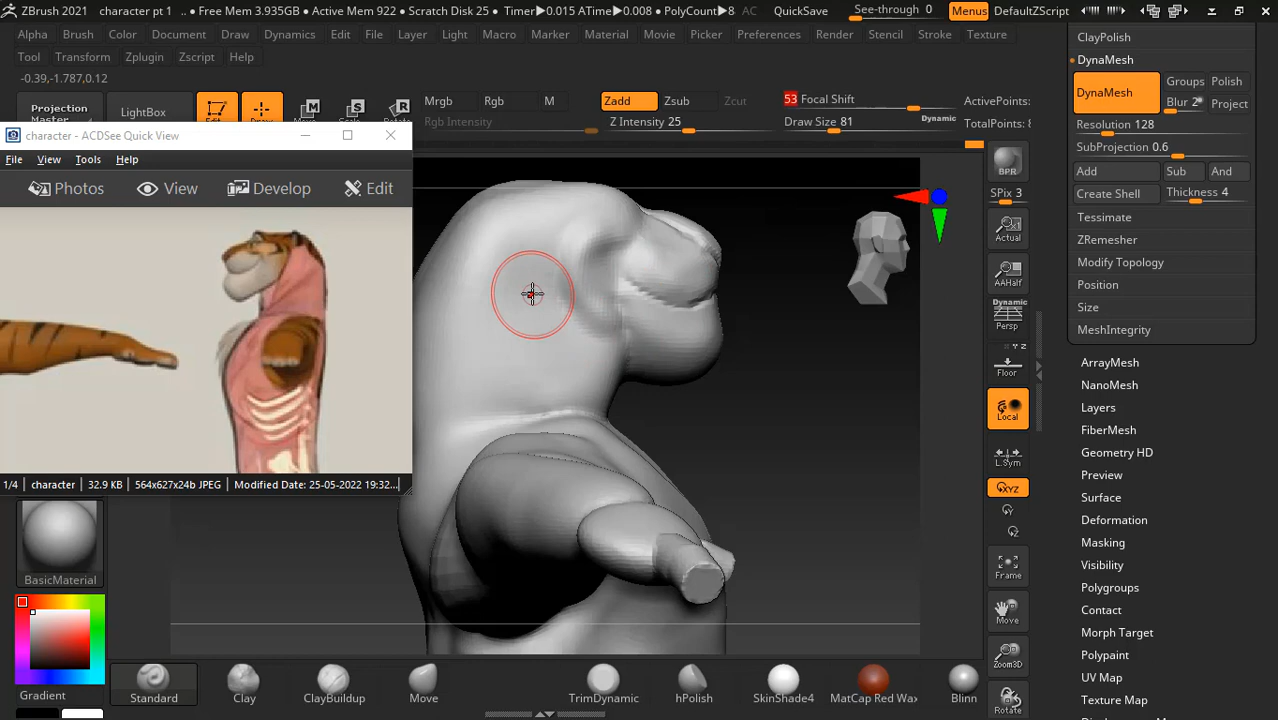 ZBrush 2021 character pt 1 .. • Free Mem 3.935GB • Active Mem 922 • Scratch Disk 25 • Timer▶0.015 ATime▶0.008 • PolyCount▶8 AC QuickSave See-through 0 Menus DefaultZScript
Alpha Brush Color Document Draw Dynamics Edit File Layer Light Macro Marker Material Movie Picker Preferences Render Stencil Stroke Texture
Tool Transform Zplugin Zscript Help
-0.39,-1.787,0.12
Projection
Master
LightBox
Edit
Draw
Move
Scale
Rotate
Mrgb Rgb M
Rgb Intensity
Zadd Zsub Zcut
Z Intensity 25
53 Focal Shift
Draw Size 81
Dynamic
ActivePoints:
TotalPoints: 8
character - ACDSee Quick View
File View Tools Help
Photos View Develop Edit
1/4 character 32.9 KB 564x627x24b JPEG Modified Date: 25-05-2022 19:32...
BasicMaterial
Gradient
Standard
Clay
ClayBuildup
Move
TrimDynamic
hPolish
SkinShade4
MatCap Red Wax
Blinn
BPR
SPix 3
Actual
AAHalf
Dynamic
Persp
Floor
Local
L.Sym
XYZ
Y
Z
Frame
Move
Zoom3D
Rotate
ClayPolish
DynaMesh
DynaMesh
Groups Polish
Blur 2
Project
Resolution 128
SubProjection 0.6
Add Sub And
Create Shell
Thickness 4
Tessimate
ZRemesher
Modify Topology
Position
Size
MeshIntegrity
ArrayMesh
NanoMesh
Layers
FiberMesh
Geometry HD
Preview
Surface
Deformation
Masking
Visibility
Polygroups
Contact
Morph Target
Polypaint
UV Map
Texture Map